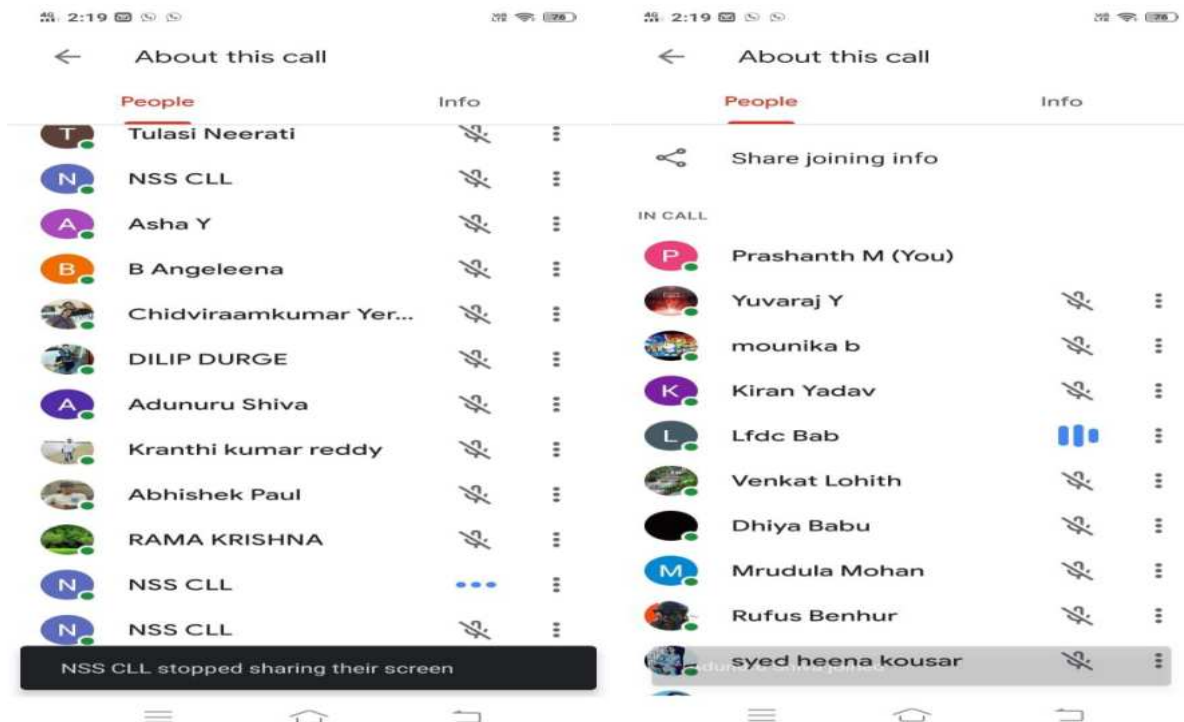 2:19
76
About this call
People
Info
T
Tulasi Neerati
N
NSS CLL
A
Asha Y
B
B Angeleena
Chidviraamkumar Yer...
DILIP DURGE
A
Adunuru Shiva
Kranthi kumar reddy
Abhishek Paul
RAMA KRISHNA
N
NSS CLL
N
NSS CLL
NSS CLL stopped sharing their screen
2:19
76
About this call
People
Info
Share joining info
IN CALL
P
Prashanth M (You)
Yuvaraj Y
mounika b
K
Kiran Yadav
L
Lfdc Bab
Venkat Lohith
Dhiya Babu
M
Mrudula Mohan
Rufus Benhur
syed heena kousar